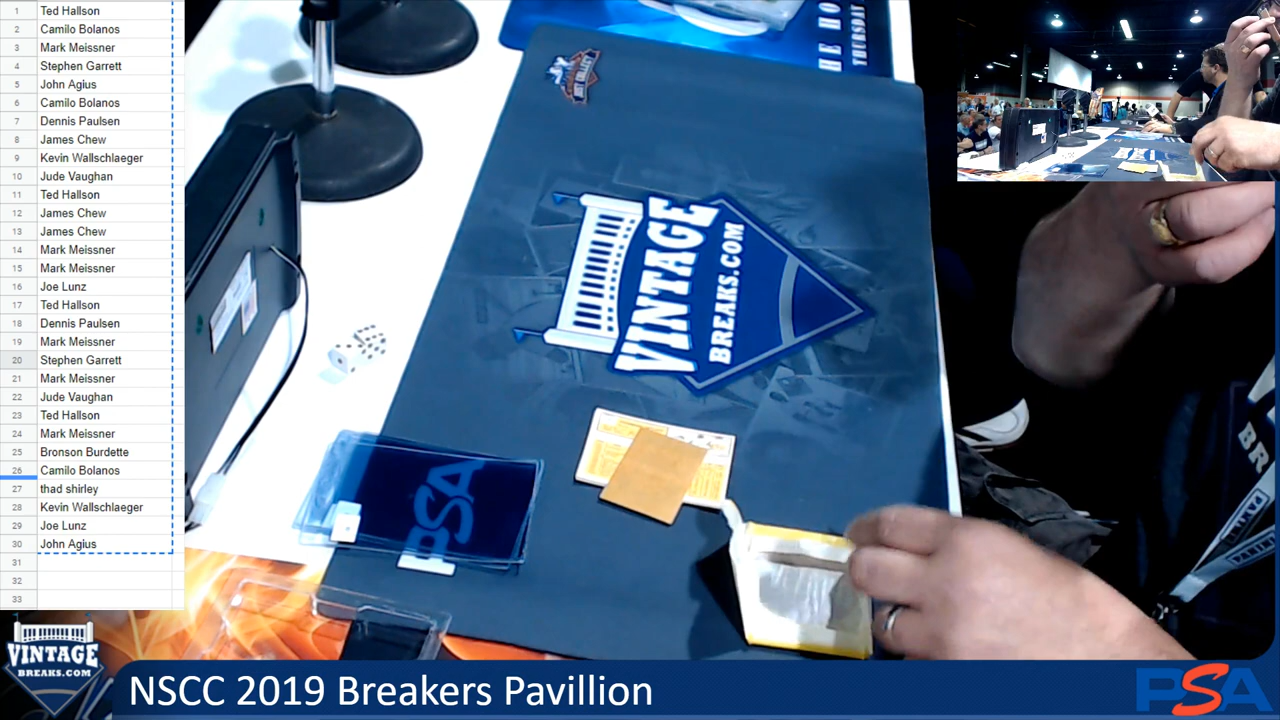 1 Ted Hallson
2 Camilo Bolanos
3 Mark Meissner
4 Stephen Garrett
5 John Agius
6 Camilo Bolanos
7 Dennis Paulsen
8 James Chew
9 Kevin Wallschlaeger
10 Jude Vaughan
11 Ted Hallson
12 James Chew
13 James Chew
14 Mark Meissner
15 Mark Meissner
16 Joe Lunz
17 Ted Hallson
18 Dennis Paulsen
19 Mark Meissner
20 Stephen Garrett
21 Mark Meissner
22 Jude Vaughan
23 Ted Hallson
24 Mark Meissner
25 Bronson Burdette
26 Camilo Bolanos
27 thad shirley
28 Kevin Wallschlaeger
29 Joe Lunz
30 John Agius
31
32
33
THURSDAY
VINTAGE
BREAKS.COM
PSA
BR
VINTAGE
BREAKS.COM
NSCC 2019 Breakers Pavillion
PSA